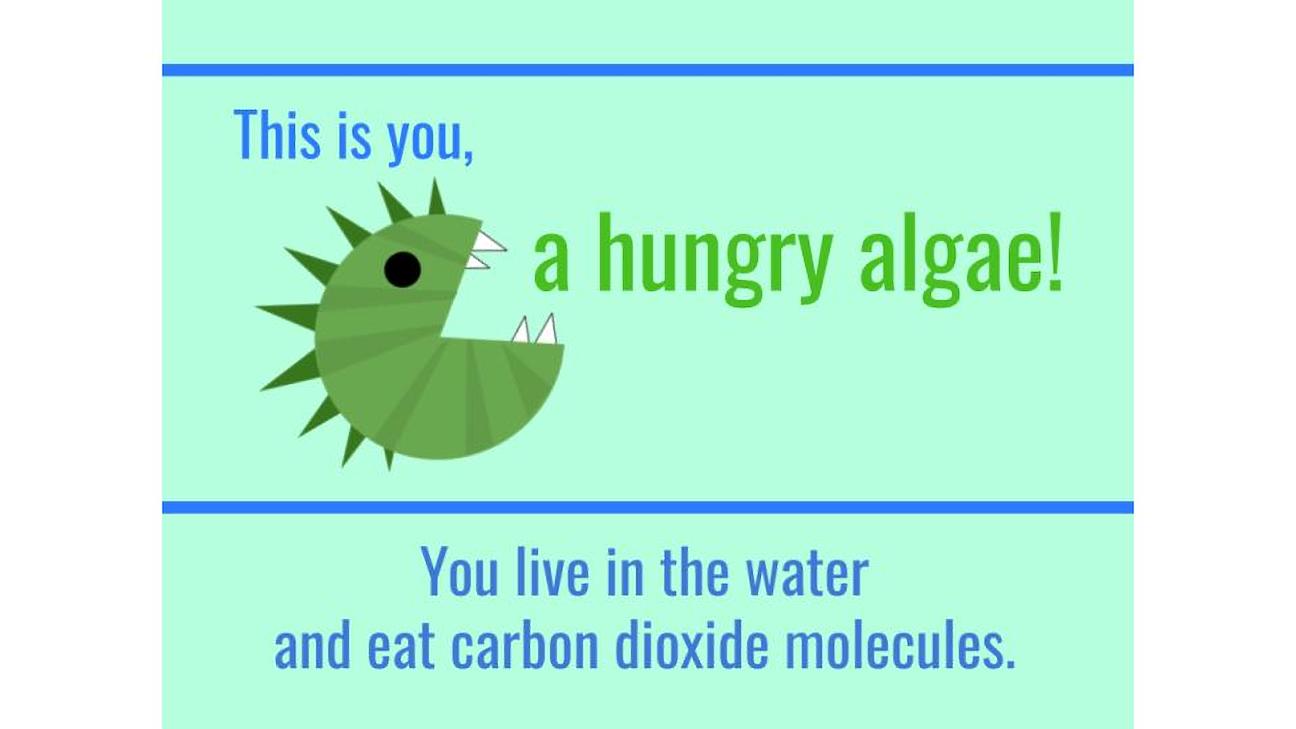 This is you,
a hungry algae!
You live in the water
and eat carbon dioxide molecules.